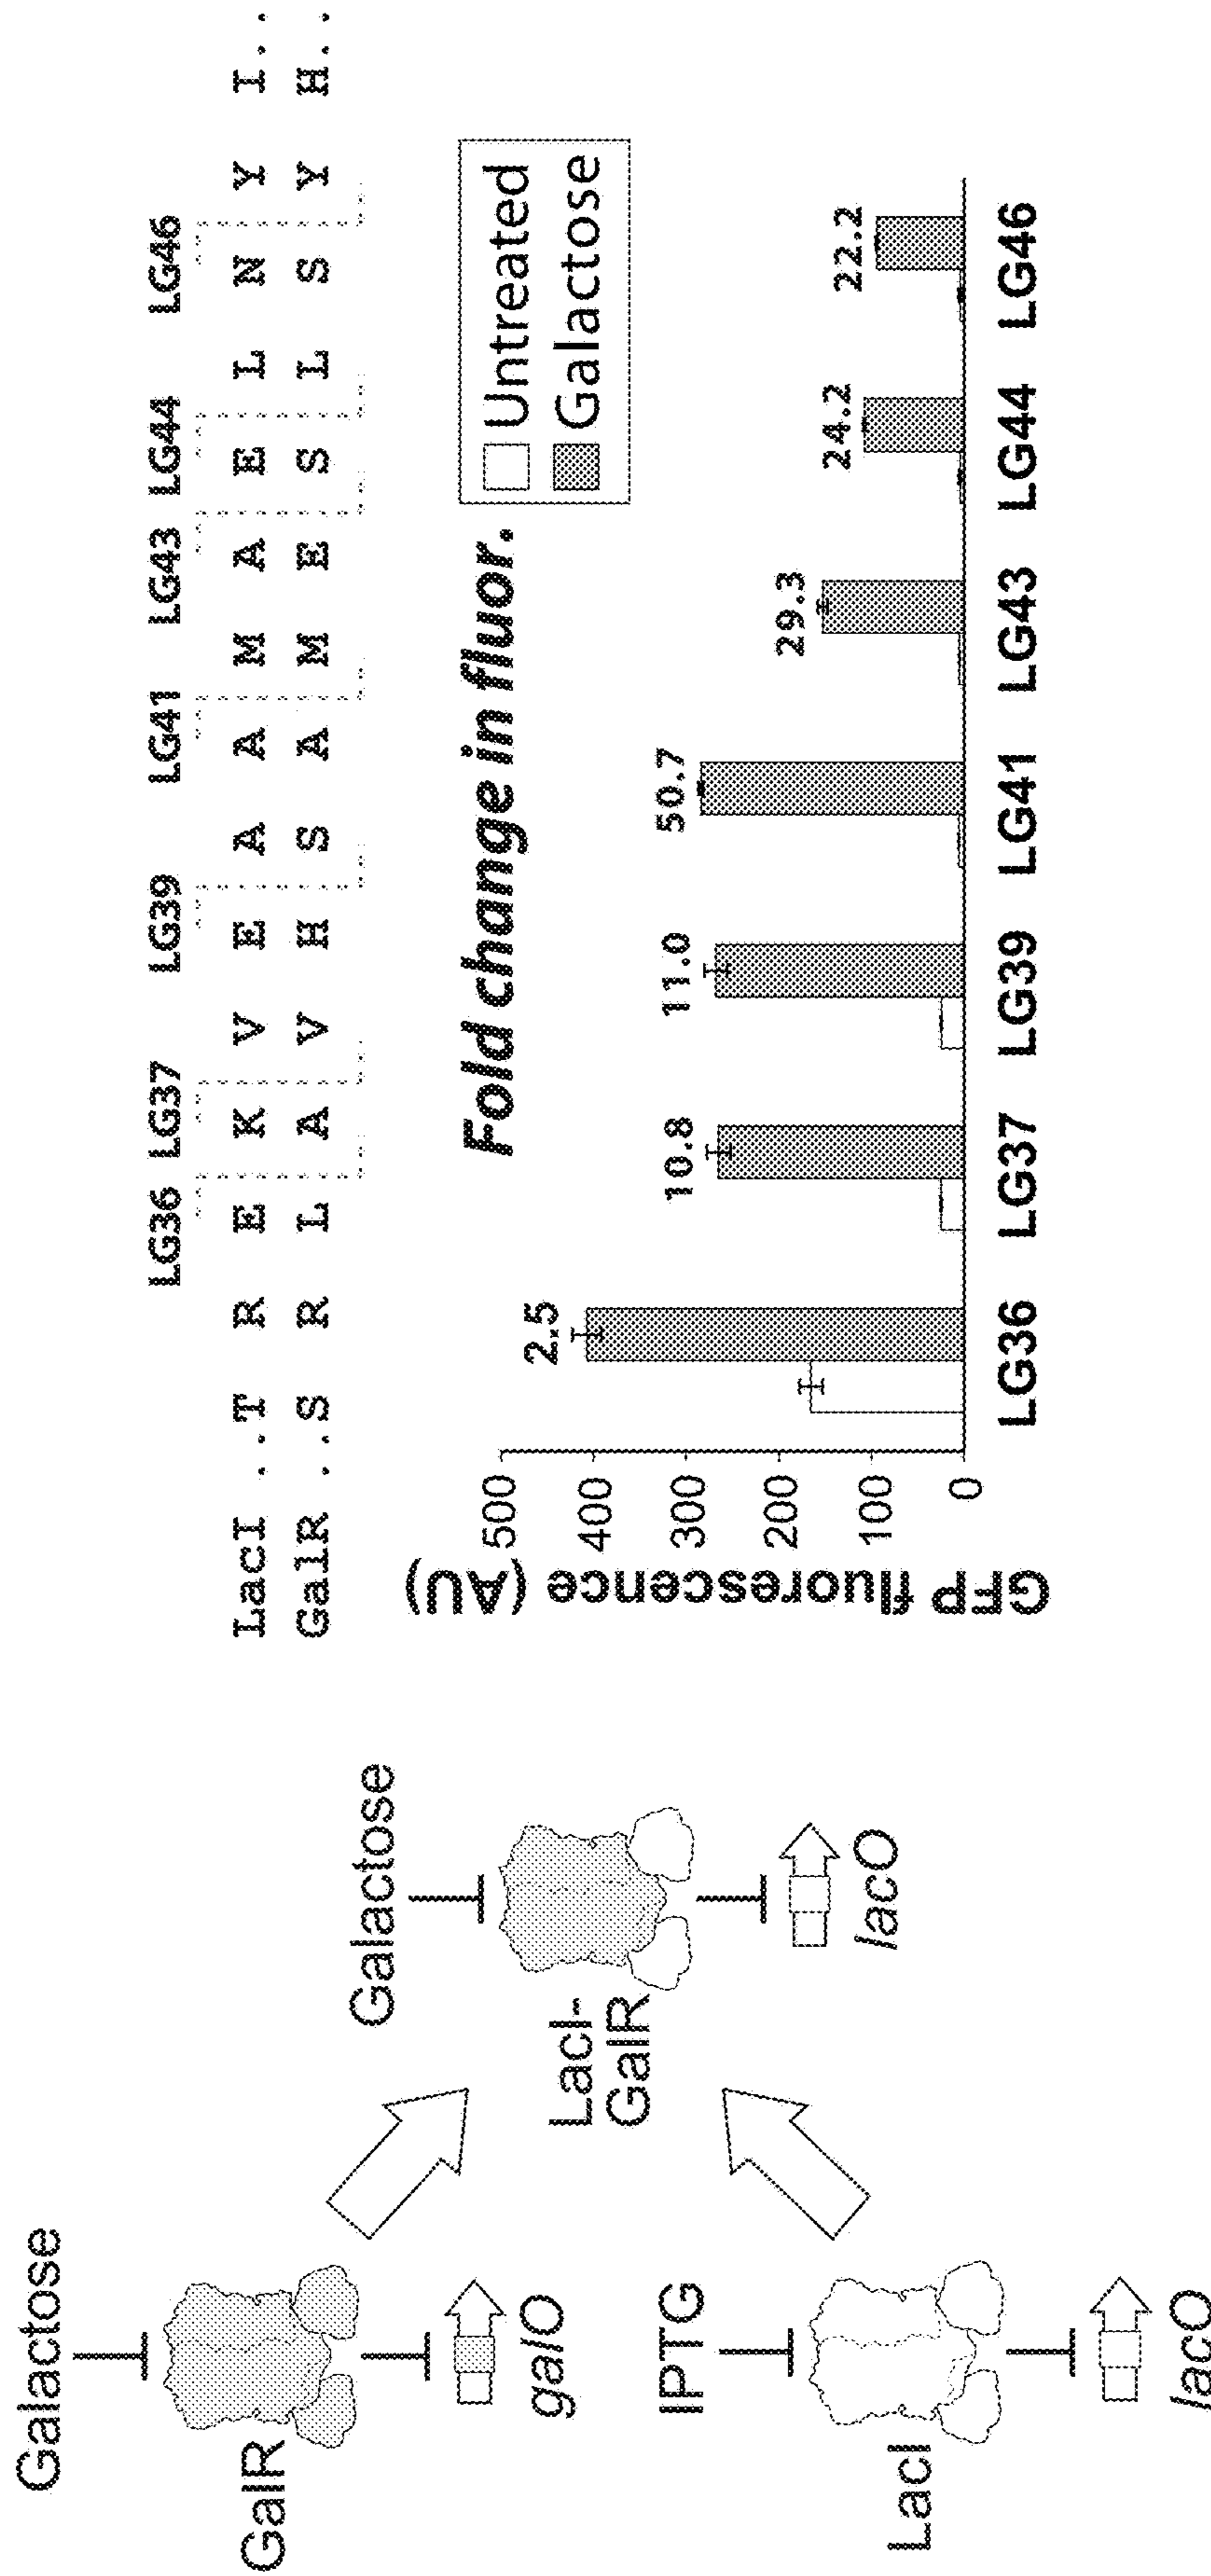 Galactose
GalR
galO
IPTG
LacI
lacO
Galactose
LacI-
GalR
lacO
LG36 LG37 LG39 LG41 LG43 LG44 LG46
LacI ..T R E K V E A A M A E L N Y I..
GalR ..S R L A V H S A M E S L S Y H..
Fold change in fluor.
Untreated
Galactose
GFP fluorescence (AU)
500
400
300
200
100
0
2.5 10.8 11.0 50.7 29.3 24.2 22.2
LG36 LG37 LG39 LG41 LG43 LG44 LG46